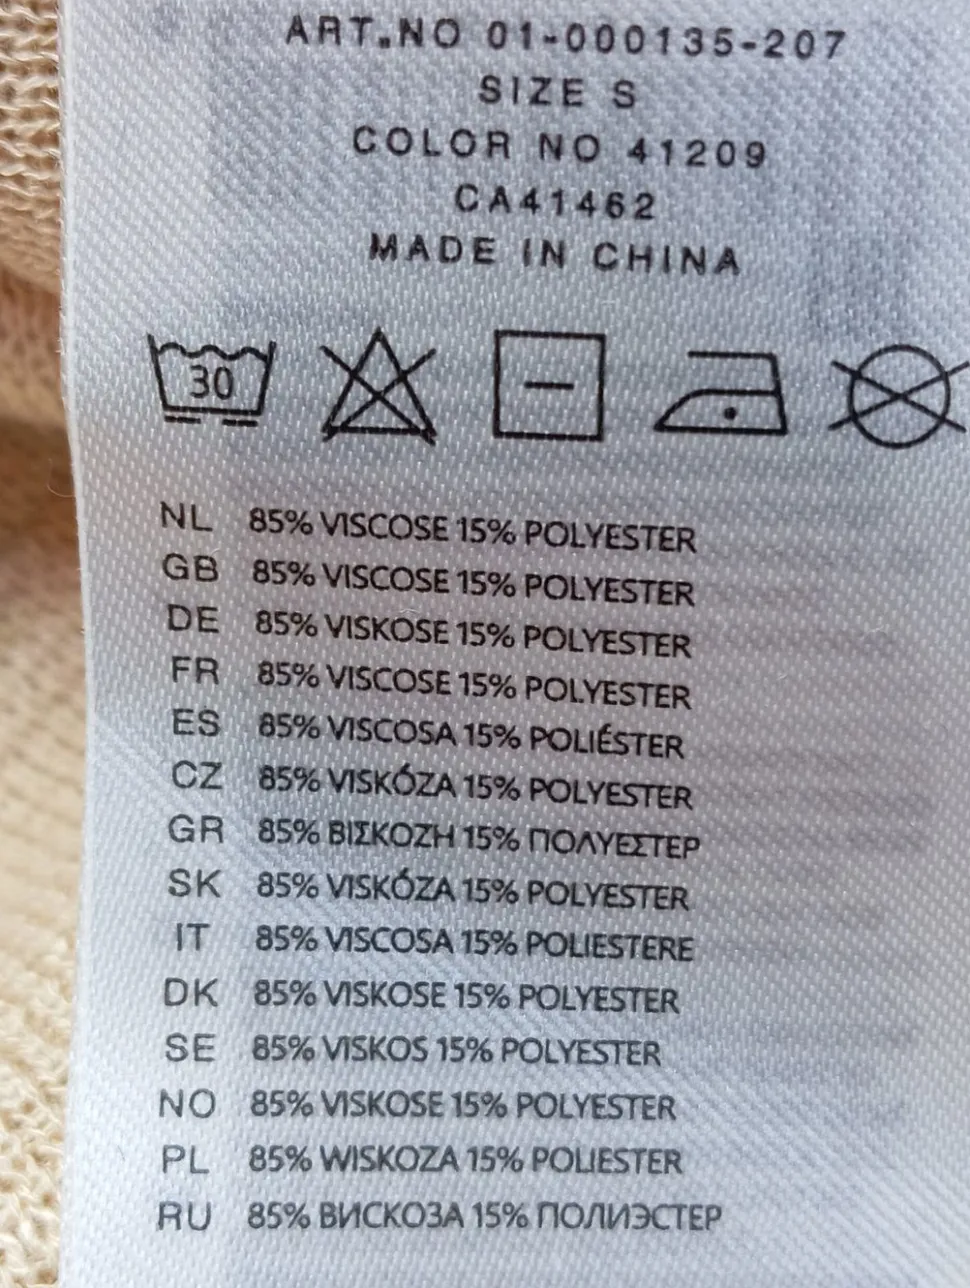 ART.NO 01-000135-207
SIZE S
COLOR NO 41209
CA41462
MADE IN CHINA
30
NL 85% VISCOSE 15% POLYESTER
GB 85% VISCOSE 15% POLYESTER
DE 85% VISKOSE 15% POLYESTER
FR 85% VISCOSE 15% POLYESTER
ES 85% VISCOSA 15% POLIÉSTER
CZ 85% VISKÓZA 15% POLYESTER
GR 85% ΒΙΣΚΟΖΗ 15% ΠΟΛΥΕΣΤΕΡ
SK 85% VISKÓZA 15% POLYESTER
IT 85% VISCOSA 15% POLIESTERE
DK 85% VISKOSE 15% POLYESTER
SE 85% VISKOS 15% POLYESTER
NO 85% VISKOSE 15% POLYESTER
PL 85% WISKOZA 15% POLIESTER
RU 85% ВИСКОЗА 15% ПОЛИЭСТЕР